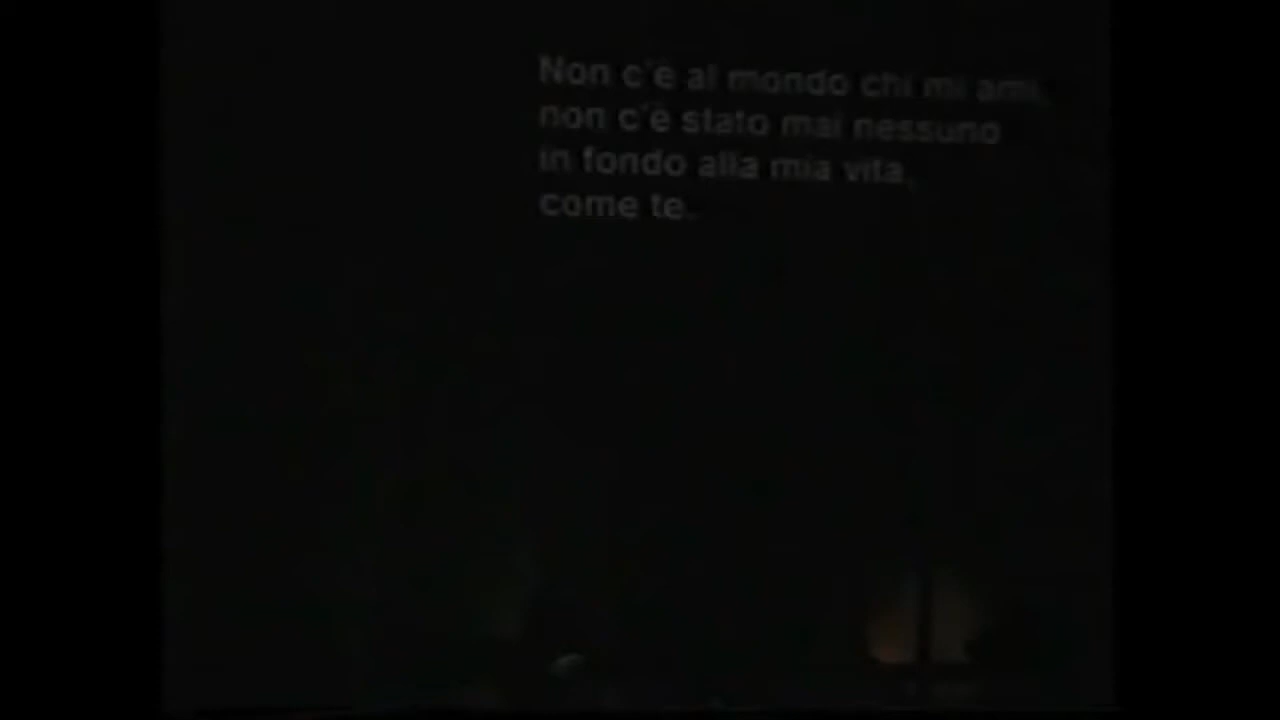 Non c'è al mondo chi mi ami,
non c'è stato mai nessuno
in fondo alla mia vita,
come te.